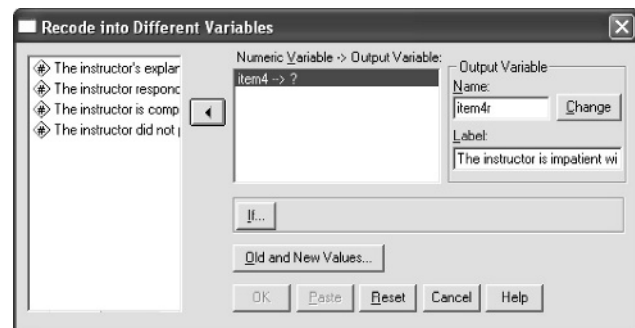 Recode into Different Variables
The instructor's explar
The instructor respond
The instructor is comp
The instructor did not p
Numeric Variable -> Output Variable:
item4 --> ?
Output Variable
Name:
item4r
Change
Label:
The instructor is impatient wi
If...
Old and New Values...
OK
Paste
Reset
Cancel
Help